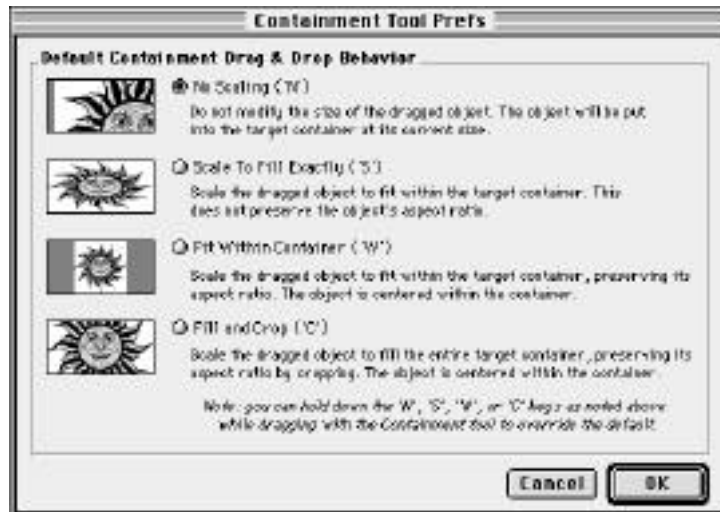 Containment Tool Prefs
Default Containment Drag & Drop Behavior
No Scaling ('N')
Do not modify the size of the dragged object. The object will be put
into the target container at its current size.
Scale To Fill Exactly ('S')
Scale the dragged object to fit within the target container. This
does not preserve the object's aspect ratio.
Fit Within Container ('W')
Scale the dragged object to fit within the target container, preserving its
aspect ratio. The object is centered within the container.
Fill and Crop ('C')
Scale the dragged object to fill the entire target container, preserving its
aspect ratio by cropping. The object is centered within the container.
Note: you can hold down the 'N', 'S', 'W', or 'C' keys as noted above
while dragging with the Containment tool to override the default.
Cancel
OK